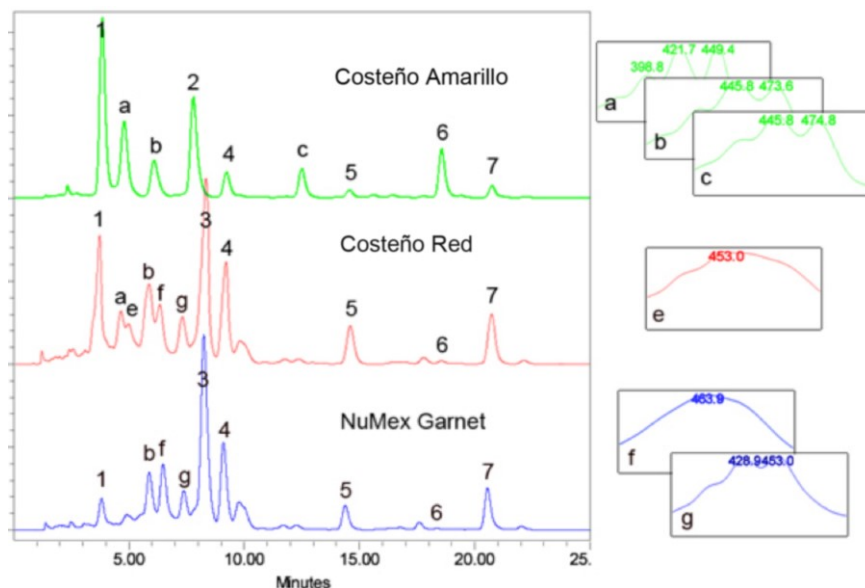 1
Costeño Amarillo
a
2
b
4
c
5
6
7
Costeño Red
1
a
e
b
f
g
3
4
5
6
7
NuMex Garnet
1
b
f
g
3
4
5
6
7
5.00 10.00 15.00 20.00 25.
Minutes
398.8 421.7 449.4
a
445.8 473.6
b
445.8 474.8
c
453.0
e
463.9
f
428.9 453.0
g